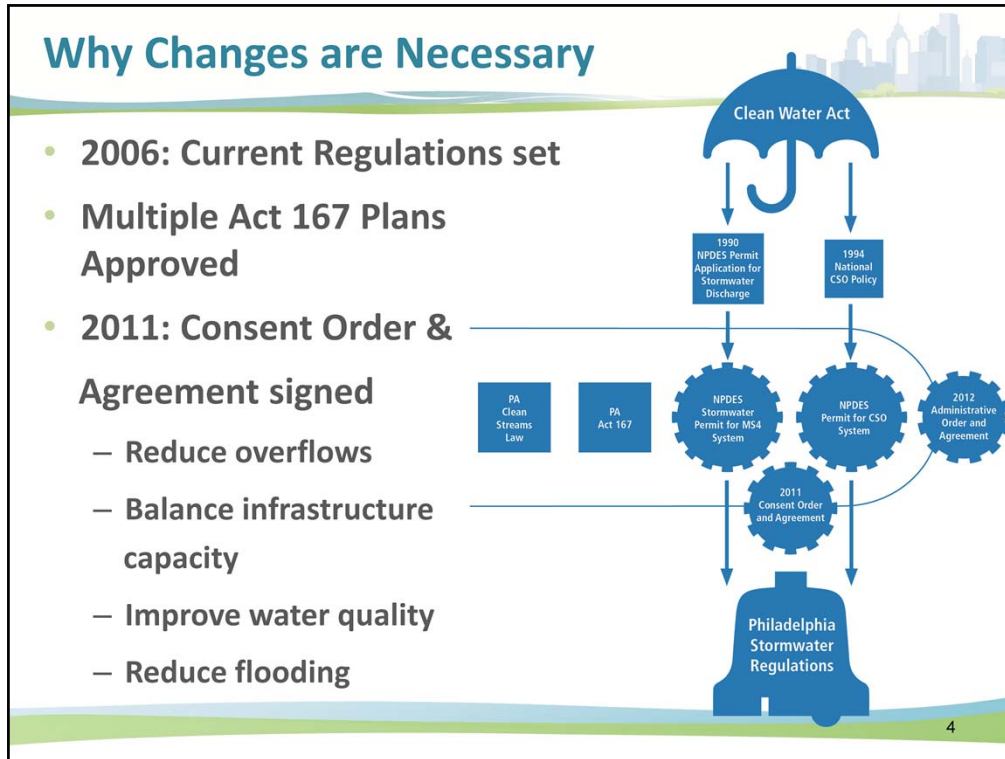 Why Changes are Necessary
• 2006: Current Regulations set
• Multiple Act 167 Plans
Approved
• 2011: Consent Order &
Agreement signed
– Reduce overflows
– Balance infrastructure
capacity
– Improve water quality
– Reduce flooding
Clean Water Act
1990
NPDES Permit
Application for
Stormwater
Discharge
1994
National
CSO Policy
PA
Clean
Streams
Law
PA
Act 167
NPDES
Stormwater
Permit for MS4
System
NPDES
Permit for CSO
System
2012
Administrative
Order and
Agreement
2011
Consent Order
and Agreement
Philadelphia
Stormwater
Regulations
4